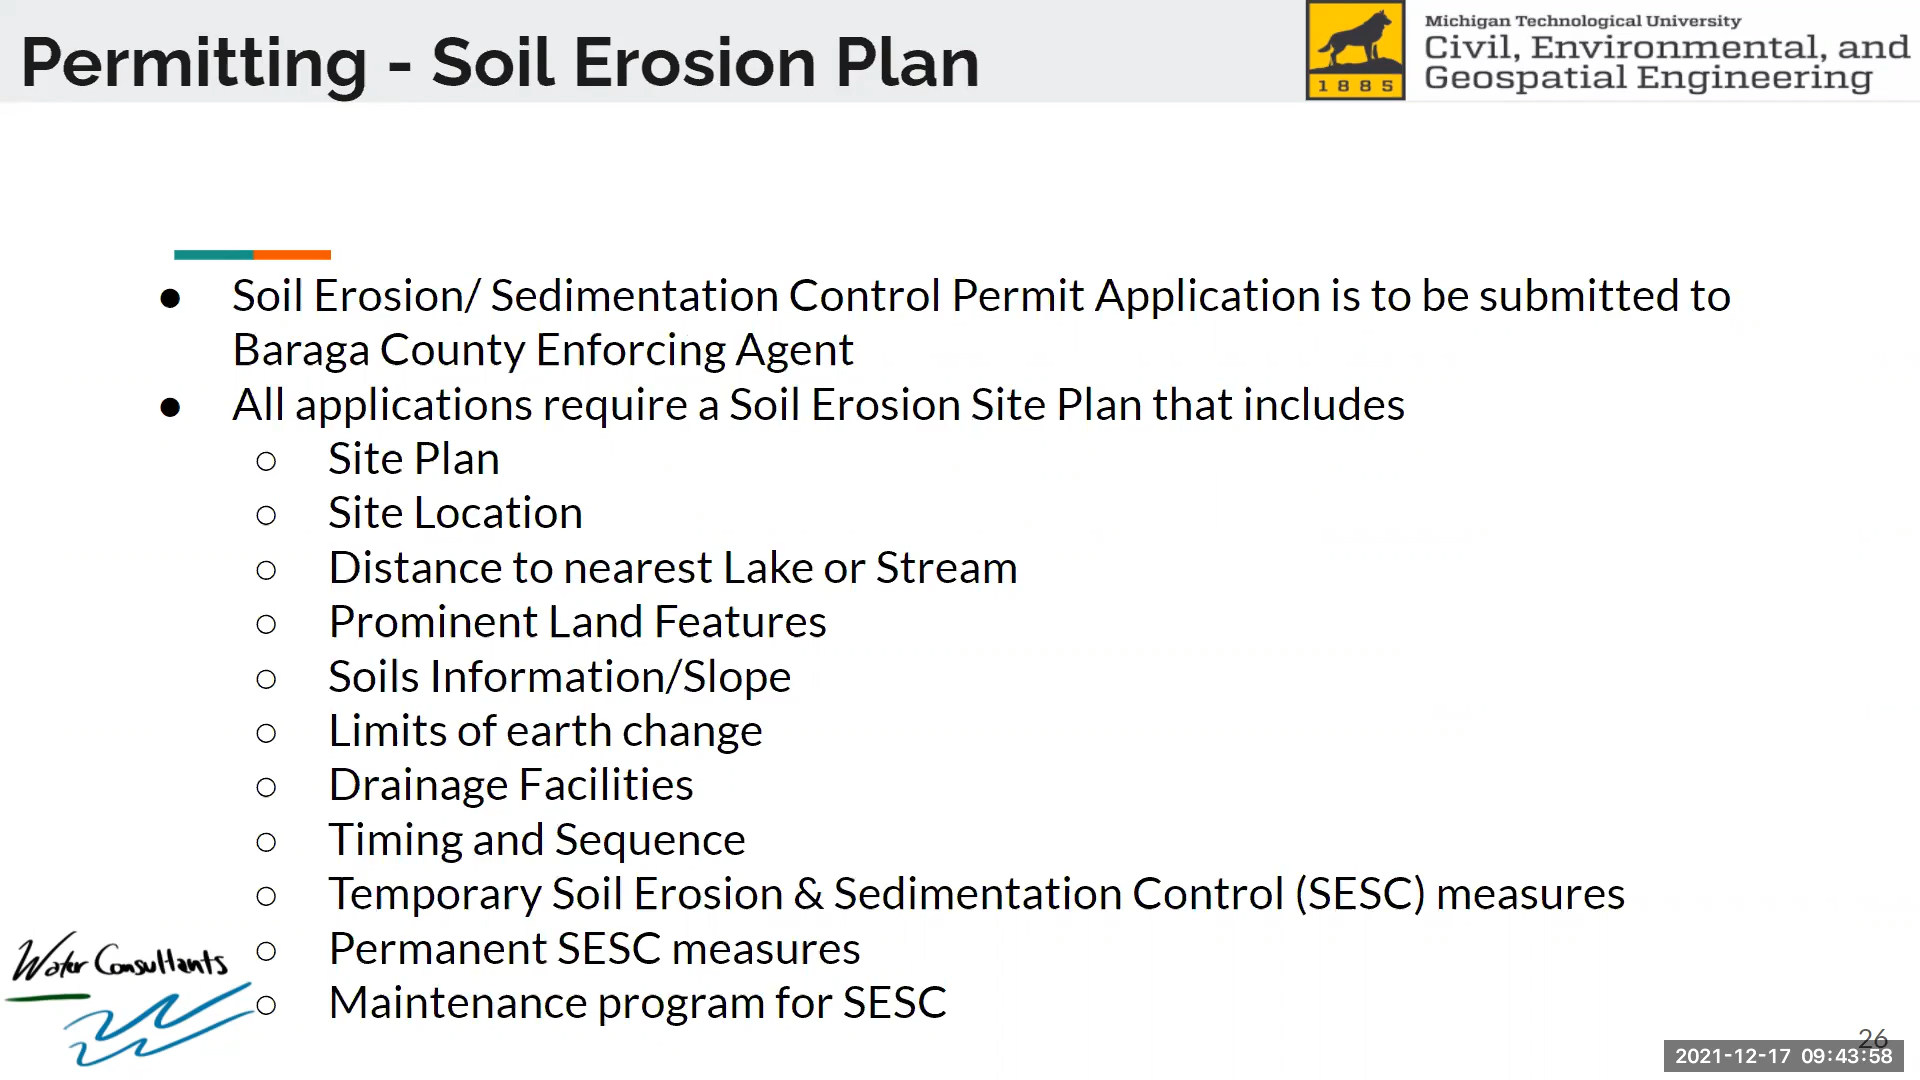 Permitting - Soil Erosion Plan
1885
Michigan Technological University
Civil, Environmental, and
Geospatial Engineering
● Soil Erosion/ Sedimentation Control Permit Application is to be submitted to
Baraga County Enforcing Agent
● All applications require a Soil Erosion Site Plan that includes
○ Site Plan
○ Site Location
○ Distance to nearest Lake or Stream
○ Prominent Land Features
○ Soils Information/Slope
○ Limits of earth change
○ Drainage Facilities
○ Timing and Sequence
○ Temporary Soil Erosion & Sedimentation Control (SESC) measures
○ Permanent SESC measures
○ Maintenance program for SESC
Water Consultants
26
2021-12-17 09:43:58